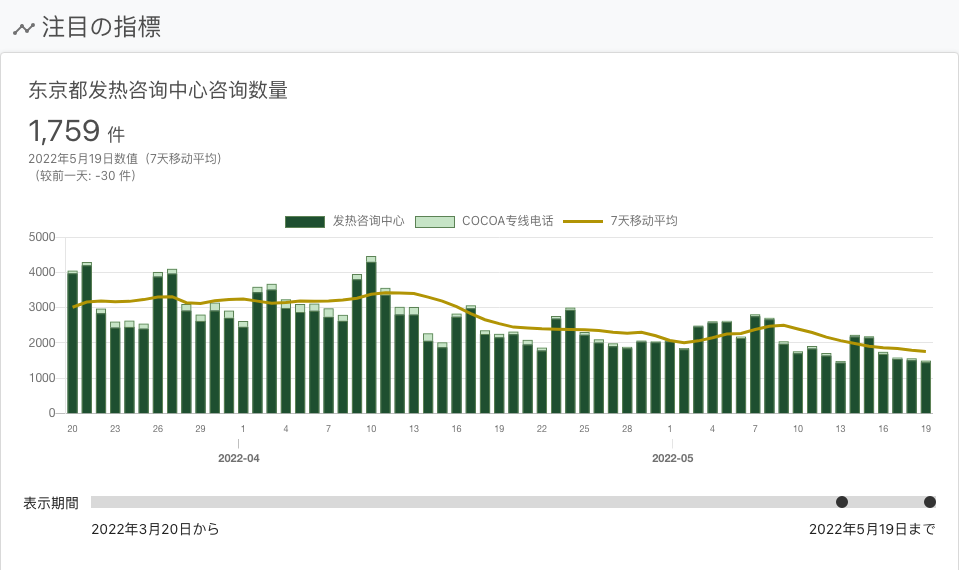 注目の指標
东京都发热咨询中心咨询数量
1,759 件
2022年5月19日数值（7天移动平均）
（较前一天: -30 件）
发热咨询中心 COCOA专线电话 7天移动平均
5000
4000
3000
2000
1000
0
20 23 26 29 1 4 7 10 13 16 19 22 25 28 1 4 7 10 13 16 19
2022-04 2022-05
表示期間
2022年3月20日から 2022年5月19日まで